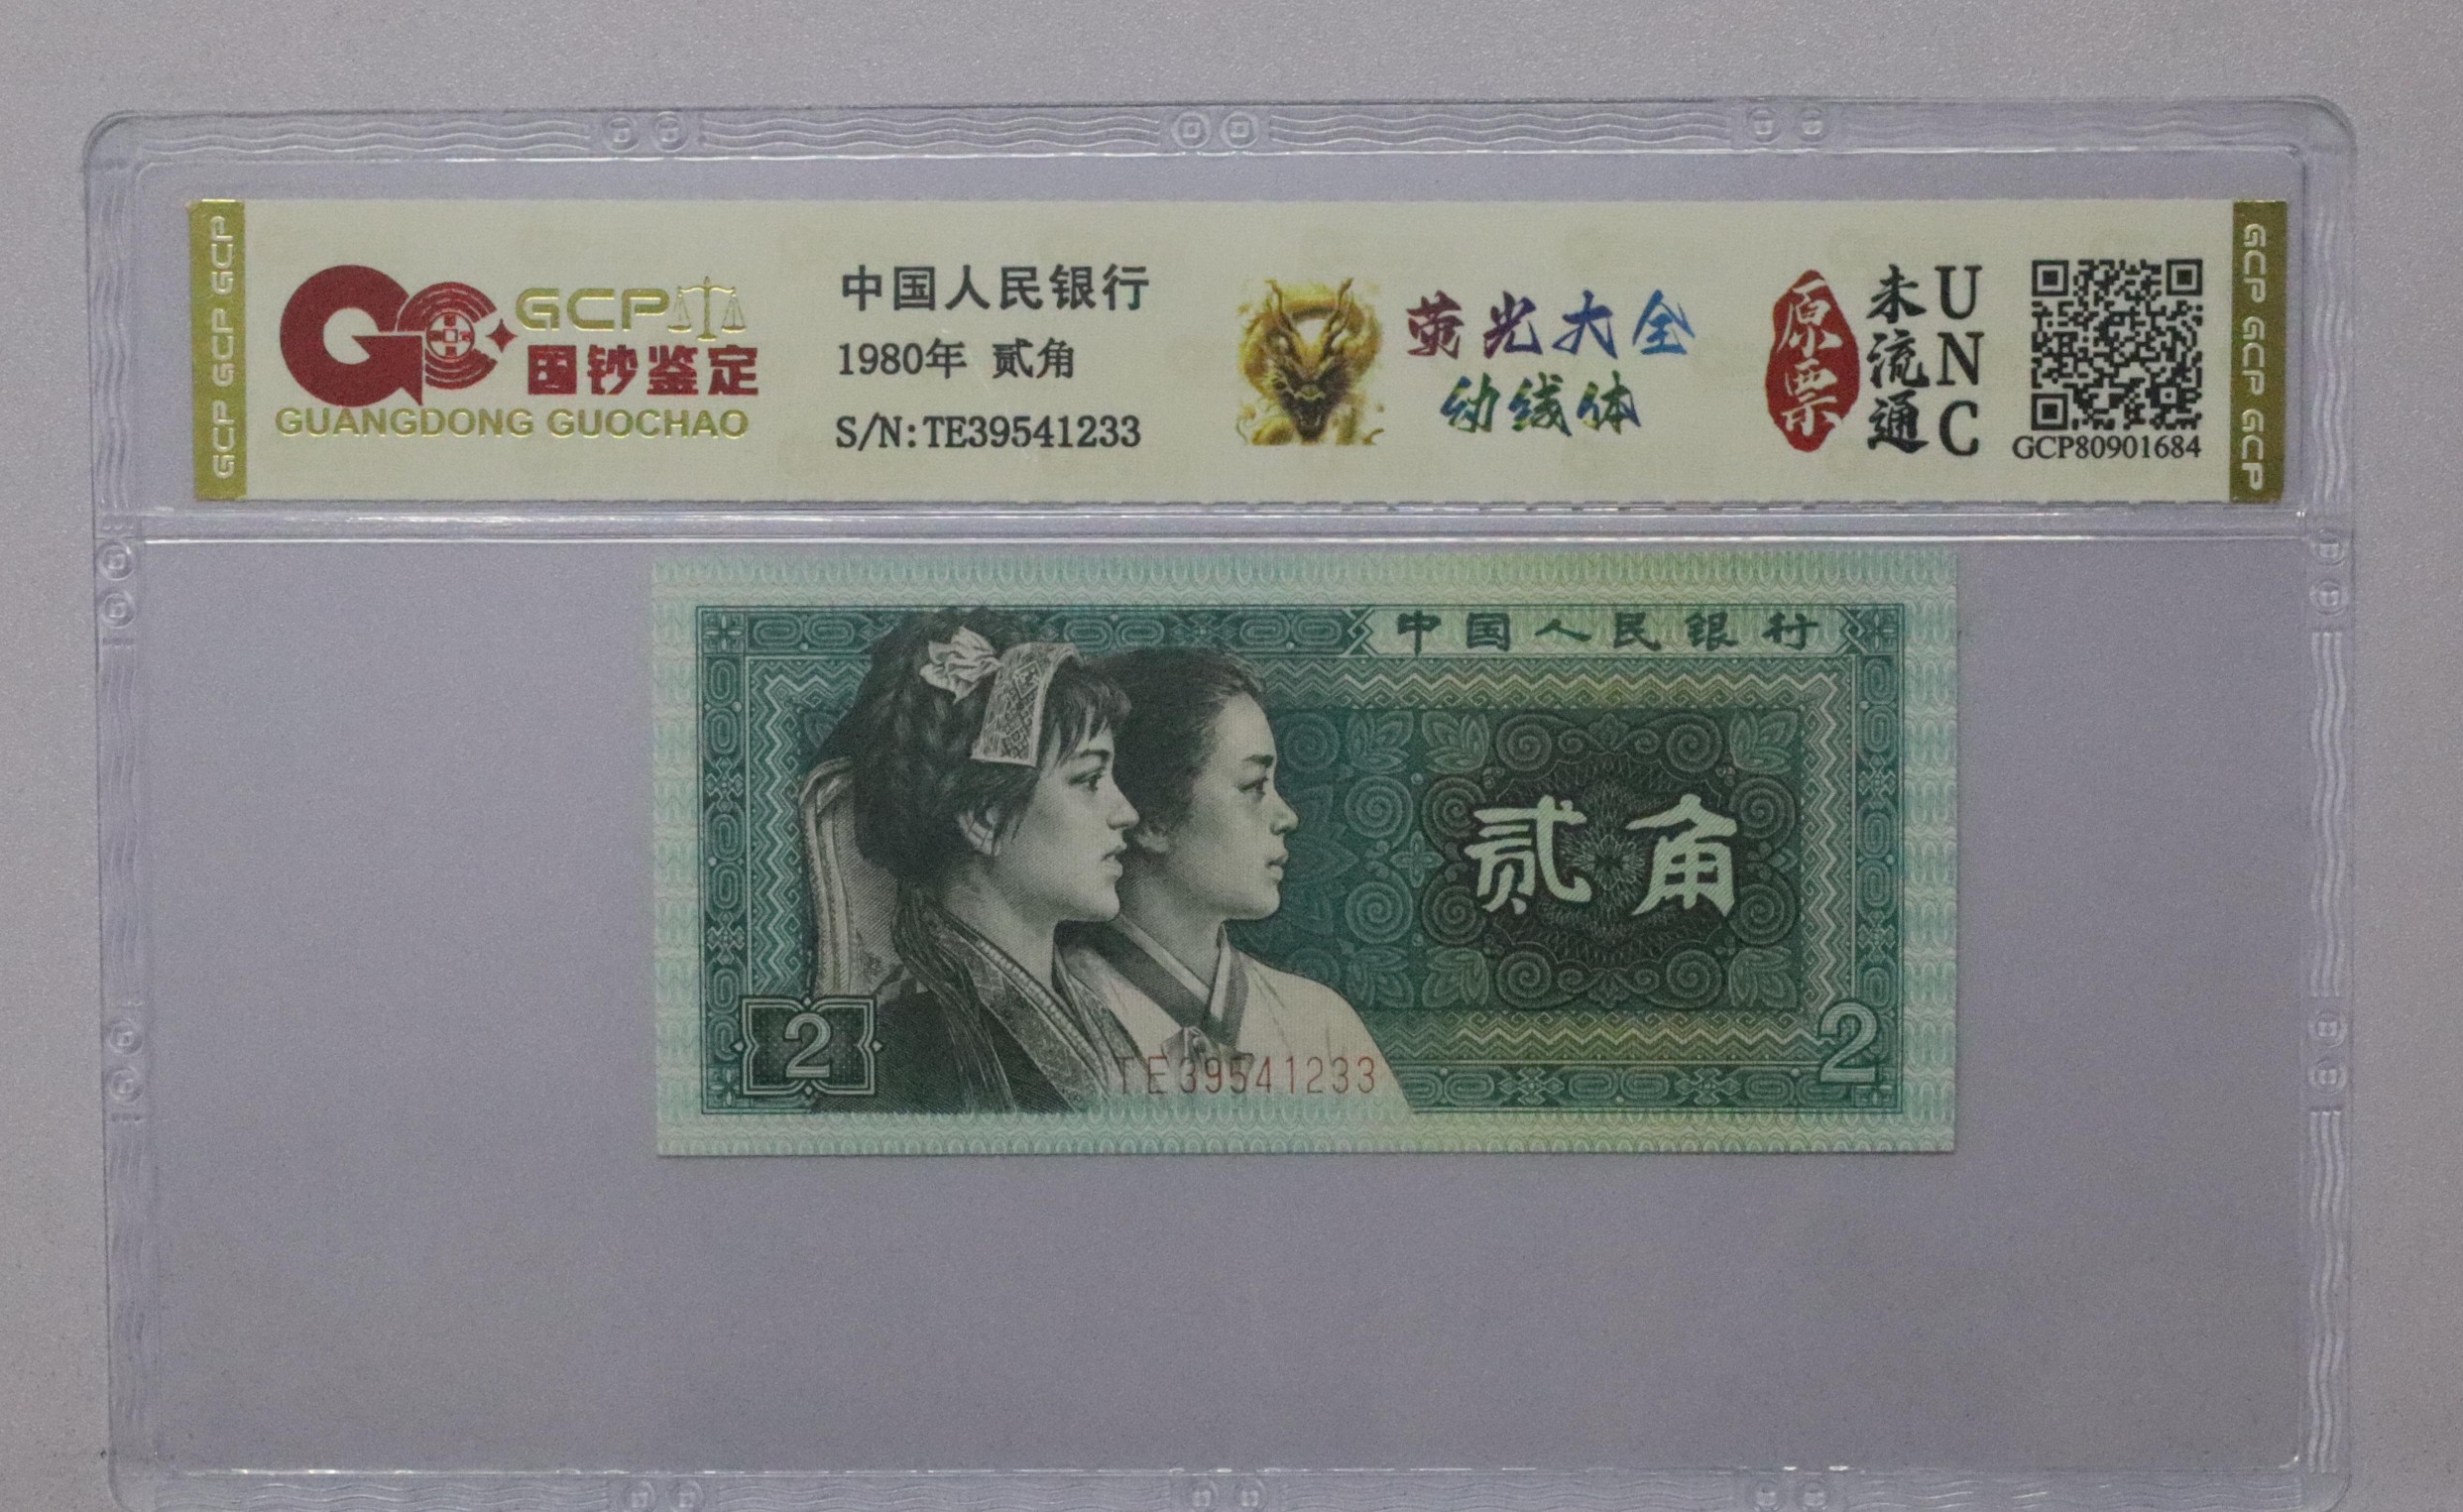 GCP GCP GCP
GCP
国钞鉴定
GUANGDONG GUOCHAO
中国人民银行
1980年 贰角
S/N:TE39541233
荧光大全
幼线体
原票
未流通
UNC
GCP80901684
GCP GCP GCP
中国人民银行
贰角
2
2
TE39541233